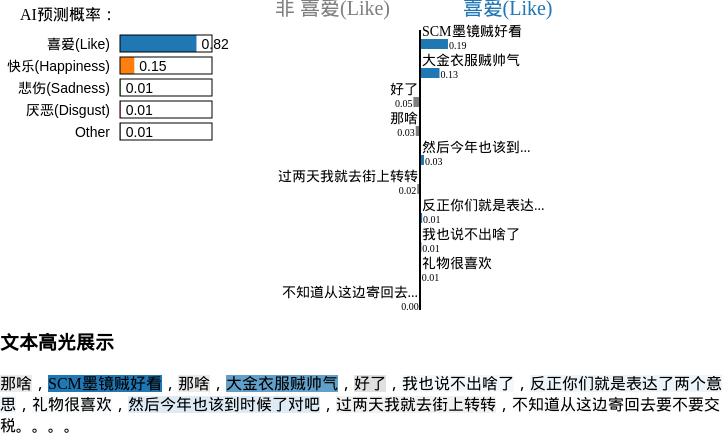 AI预测概率：
喜爱(Like) 0.82
快乐(Happiness) 0.15
悲伤(Sadness) 0.01
厌恶(Disgust) 0.01
Other 0.01
非 喜爱(Like) 喜爱(Like)
SCM墨镜贼好看
0.19
大金衣服贼帅气
0.13
好了
0.05
那啥
0.03
然后今年也该到...
0.03
过两天我就去街上转转
0.02
反正你们就是表达...
0.01
我也说不出啥了
0.01
礼物很喜欢
0.01
不知道从这边寄回去...
0.00
文本高光展示
那啥，SCM墨镜贼好看，那啥，大金衣服贼帅气，好了，我也说不出啥了，反正你们就是表达了两个意
思，礼物很喜欢，然后今年也该到时候了对吧，过两天我就去街上转转，不知道从这边寄回去要不要交
税。。。。